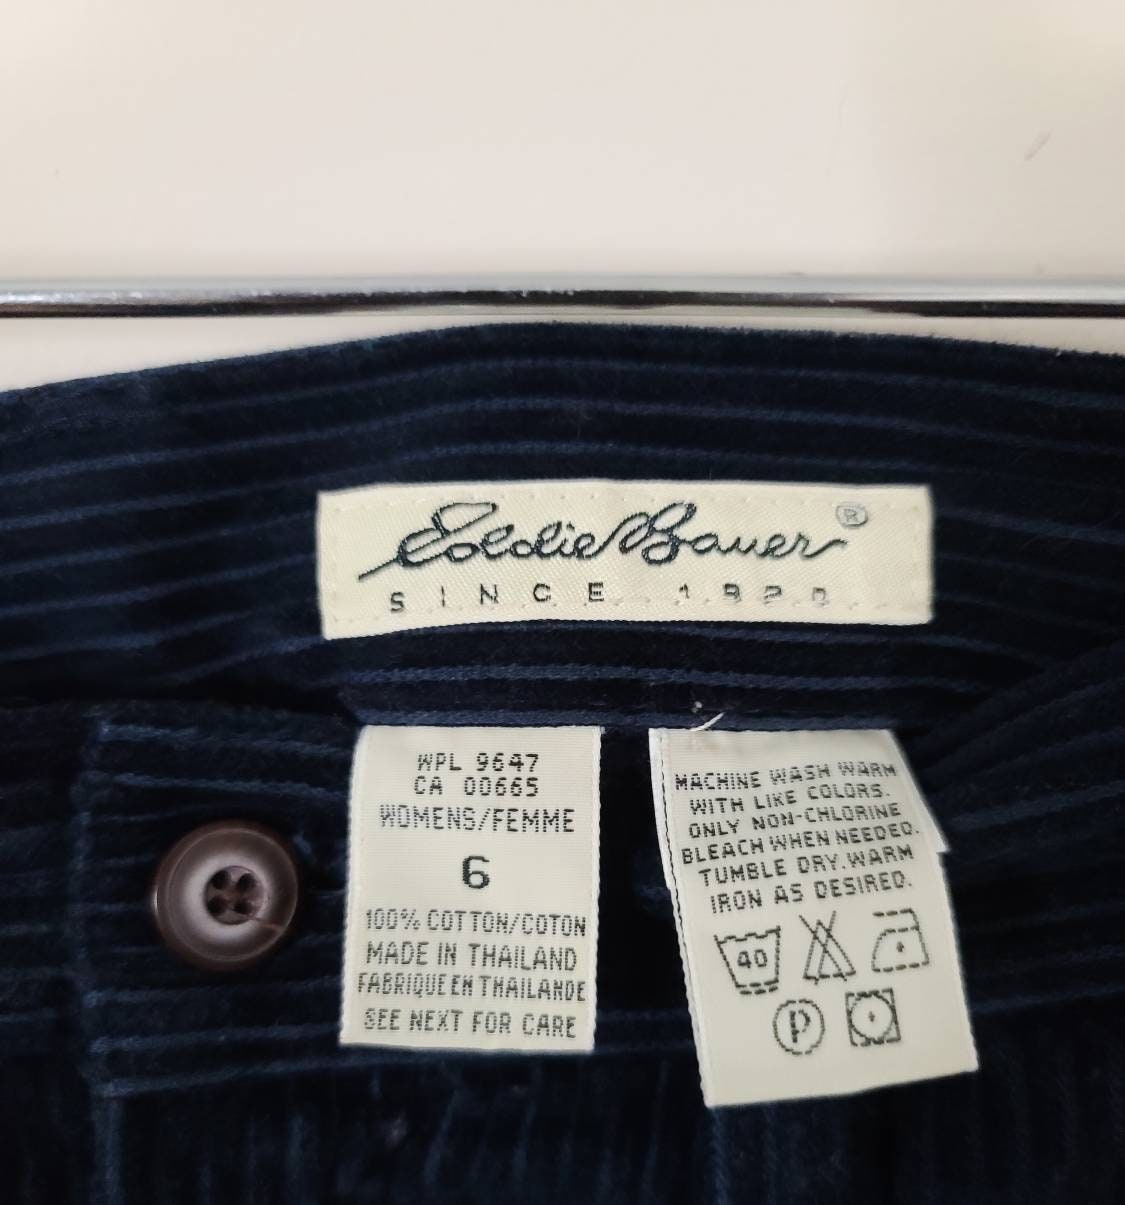 Eddie Bauer®
SINCE 1920
WPL 9647
CA 00665
WOMENS/FEMME
6
100% COTTON/COTON
MADE IN THAILAND
FABRIQUE EN THAILANDE
SEE NEXT FOR CARE
MACHINE WASH WARM
WITH LIKE COLORS.
ONLY NON-CHLORINE
BLEACH WHEN NEEDED.
TUMBLE DRY.WARM
IRON AS DESIRED.
40
P